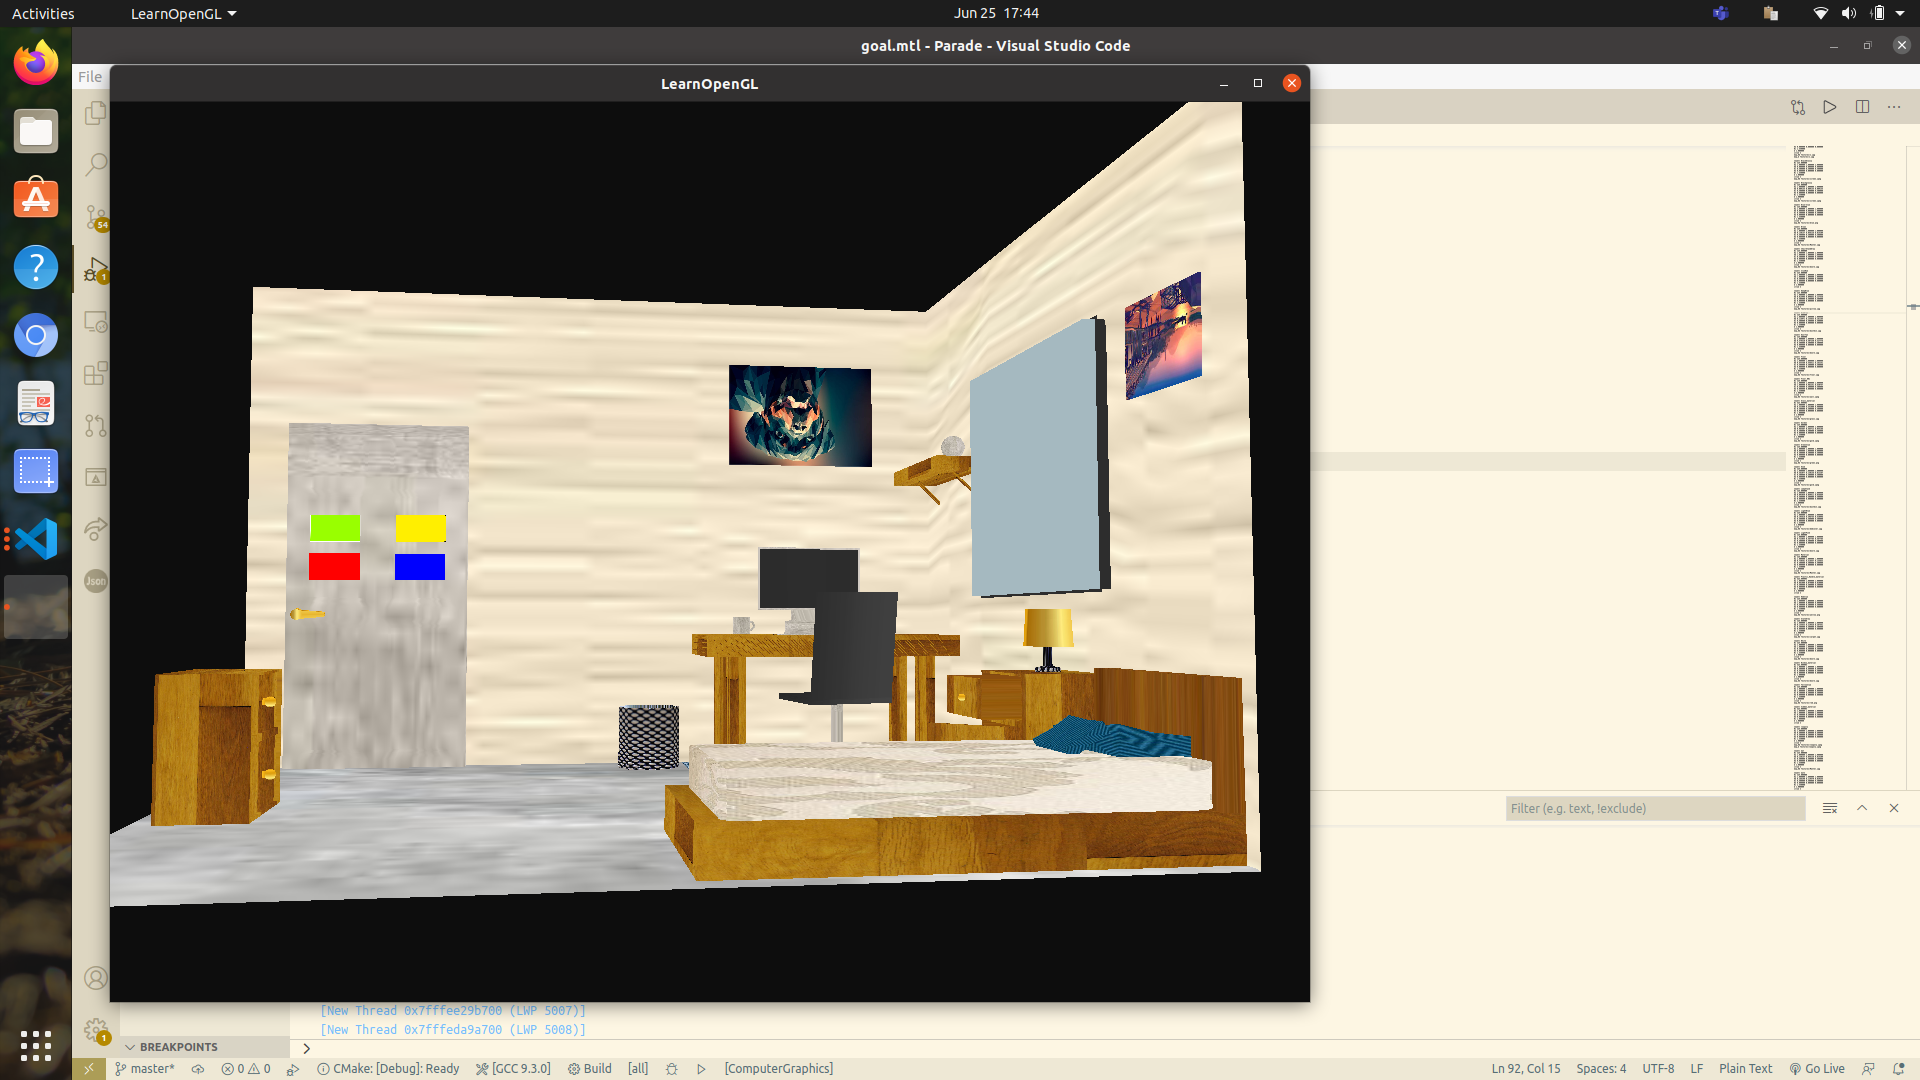 Activities
LearnOpenGL
Jun 25 17:44
goal.mtl - Parade - Visual Studio Code
File
LearnOpenGL
54
1
Json
Filter (e.g. text, !exclude)
[New Thread 0x7fffee29b700 (LWP 5007)]
[New Thread 0x7fffeda9a700 (LWP 5008)]
1
BREAKPOINTS
>
master*
0 0
CMake: [Debug]: Ready
[GCC 9.3.0]
Build
[all]
[ComputerGraphics]
Ln 92, Col 15
Spaces: 4
UTF-8
LF
Plain Text
Go Live